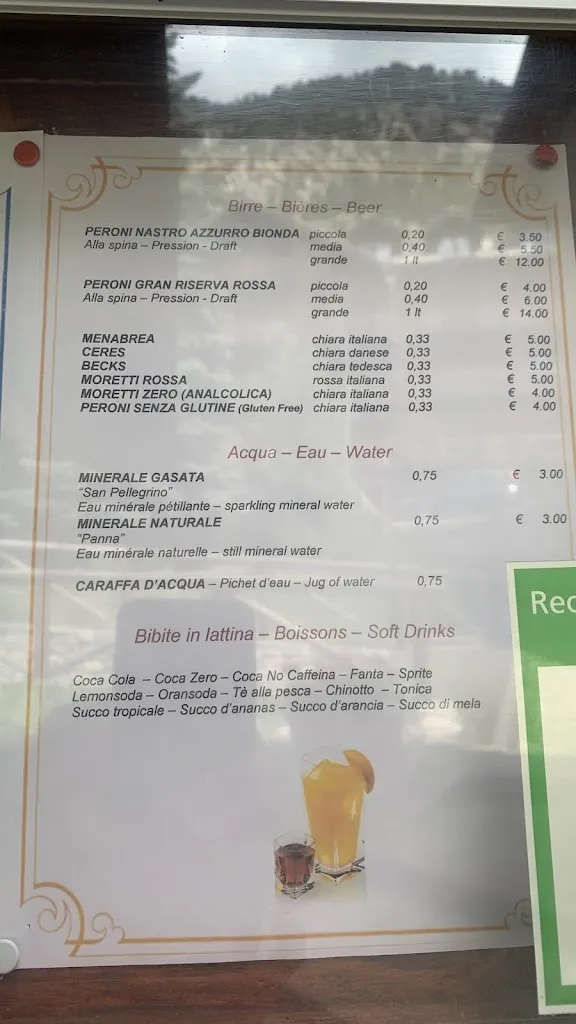 Birre – Bières – Beer
PERONI NASTRO AZZURRO BIONDA piccola 0,20 € 3.50
Alla spina – Pression - Draft media 0,40 € 5.50
grande 1 lt € 12.00
PERONI GRAN RISERVA ROSSA piccola 0,20 € 4.00
Alla spina – Pression - Draft media 0,40 € 6.00
grande 1 lt € 14.00
MENABREA chiara italiana 0,33 € 5.00
CERES chiara danese 0,33 € 5.00
BECKS chiara tedesca 0,33 € 5.00
MORETTI ROSSA rossa italiana 0,33 € 5.00
MORETTI ZERO (ANALCOLICA) chiara italiana 0,33 € 4.00
PERONI SENZA GLUTINE (Gluten Free) chiara italiana 0,33 € 4.00
Acqua – Eau – Water
MINERALE GASATA 0,75 € 3.00
“San Pellegrino”
Eau minérale pétillante – sparkling mineral water
MINERALE NATURALE 0,75 € 3.00
“Panna”
Eau minérale naturelle – still mineral water
CARAFFA D’ACQUA – Pichet d’eau – Jug of water 0,75
Bibite in lattina – Boissons – Soft Drinks
Coca Cola – Coca Zero – Coca No Caffeina – Fanta – Sprite
Lemonsoda – Oransoda – Tè alla pesca – Chinotto – Tonica
Succo tropicale – Succo d’ananas – Succo d’arancia – Succo di mela